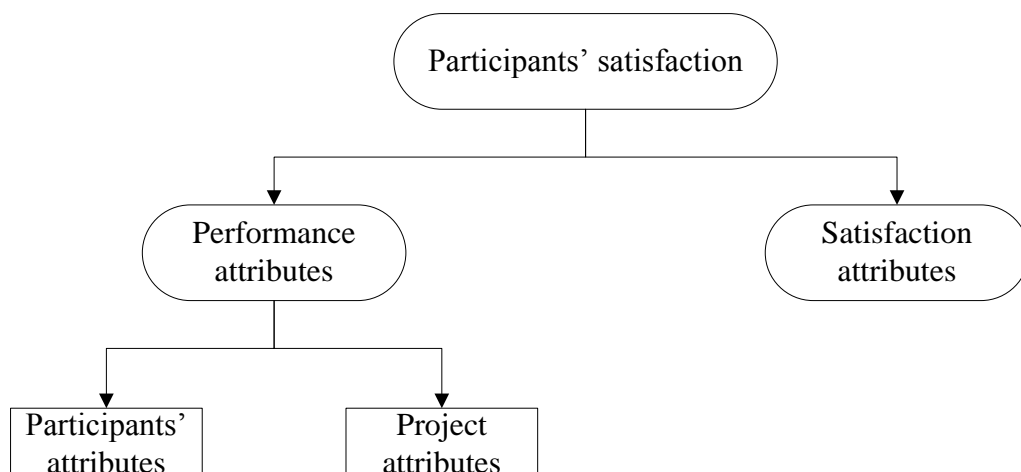 Participants’ satisfaction
Performance
attributes
Satisfaction
attributes
Participants’
attributes
Project
attributes